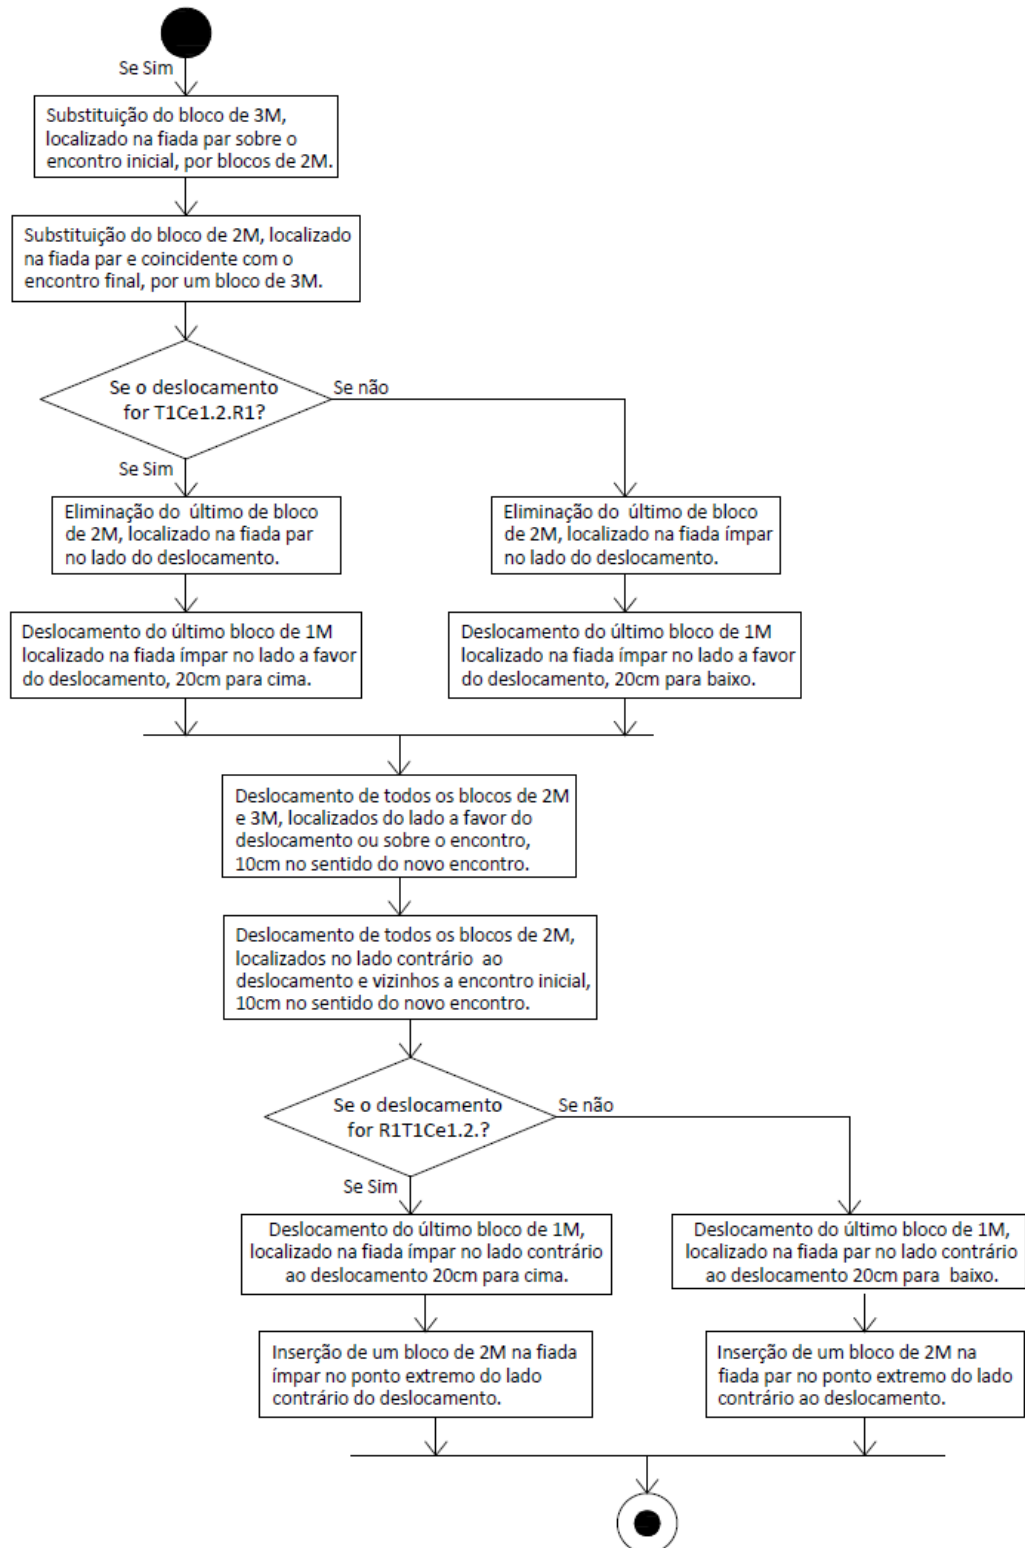 Se Sim
Substituição do bloco de 3M,
localizado na fiada par sobre o
encontro inicial, por blocos de 2M.
Substituição do bloco de 2M, localizado
na fiada par e coincidente com o
encontro final, por um bloco de 3M.
Se o deslocamento
for T1Ce1.2.R1?
Se não
Se Sim
Eliminação do último de bloco
de 2M, localizado na fiada par
no lado do deslocamento.
Eliminação do último de bloco
de 2M, localizado na fiada ímpar
no lado do deslocamento.
Deslocamento do último bloco de 1M
localizado na fiada ímpar no lado a favor
do deslocamento, 20cm para cima.
Deslocamento do último bloco de 1M
localizado na fiada ímpar no lado a favor
do deslocamento, 20cm para baixo.
Deslocamento de todos os blocos de 2M
e 3M, localizados do lado a favor do
deslocamento ou sobre o encontro,
10cm no sentido do novo encontro.
Deslocamento de todos os blocos de 2M,
localizados no lado contrário ao
deslocamento e vizinhos a encontro inicial,
10cm no sentido do novo encontro.
Se o deslocamento
for R1T1Ce1.2.?
Se não
Se Sim
Deslocamento do último bloco de 1M,
localizado na fiada ímpar no lado contrário
ao deslocamento 20cm para cima.
Deslocamento do último bloco de 1M,
localizado na fiada par no lado contrário
ao deslocamento 20cm para baixo.
Inserção de um bloco de 2M na fiada
ímpar no ponto extremo do lado
contrário do deslocamento.
Inserção de um bloco de 2M na
fiada par no ponto extremo do lado
contrário ao deslocamento.